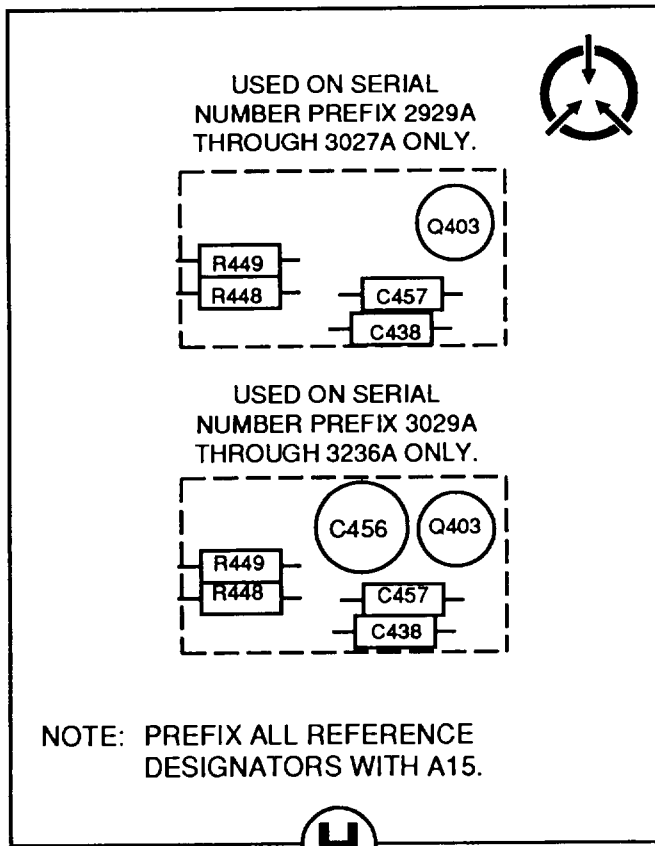 USED ON SERIAL
NUMBER PREFIX 2929A
THROUGH 3027A ONLY.
Q403
R449
R448
C457
C438
USED ON SERIAL
NUMBER PREFIX 3029A
THROUGH 3236A ONLY.
C456
Q403
R449
R448
C457
C438
NOTE: PREFIX ALL REFERENCE
DESIGNATORS WITH A15.